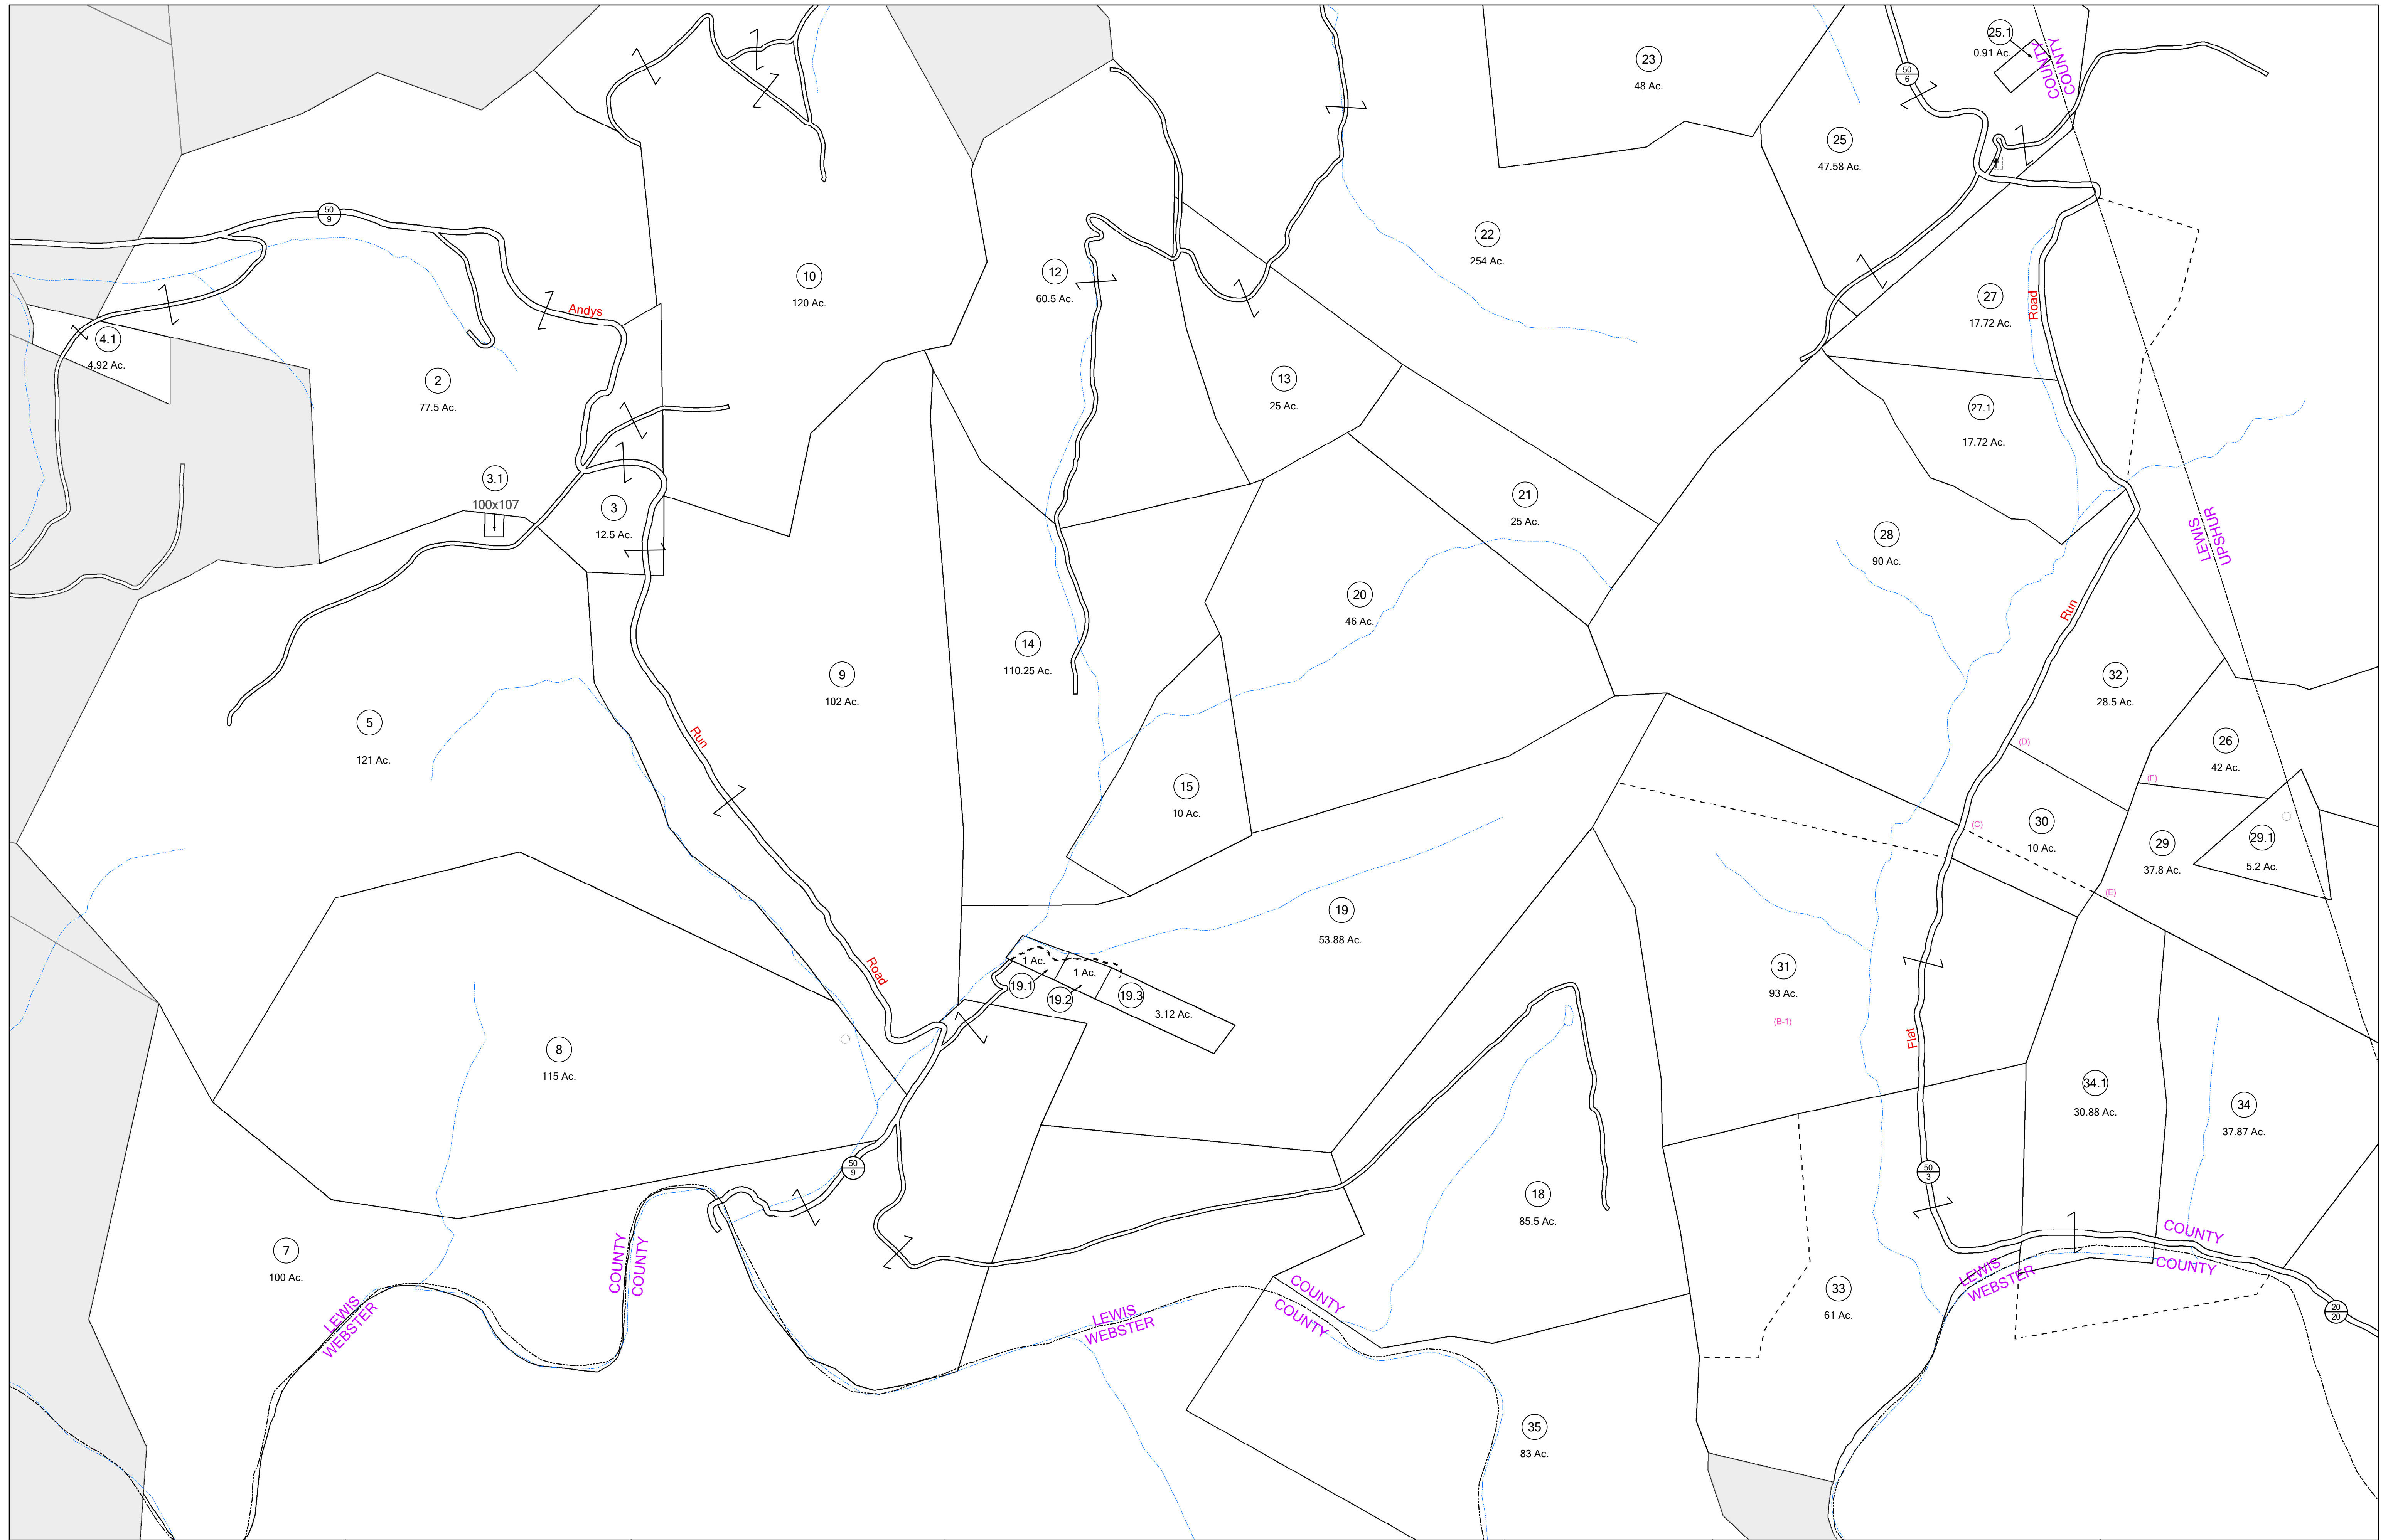 25.1
0.91 Ac.
COUNTY
COUNTY
23
48 Ac.
50
6
25
47.58 Ac.
50
9
22
254 Ac.
10
120 Ac.
12
60.5 Ac.
27
17.72 Ac.
Road
Andys
4.1
4.92 Ac.
2
77.5 Ac.
13
25 Ac.
27.1
17.72 Ac.
3.1
100x107
3
12.5 Ac.
21
25 Ac.
28
90 Ac.
LEWIS
UPSHUR
20
46 Ac.
Run
14
110.25 Ac.
9
102 Ac.
32
28.5 Ac.
5
121 Ac.
Run
(D)
26
42 Ac.
(F)
15
10 Ac.
30
10 Ac.
(C)
29
37.8 Ac.
29.1
5.2 Ac.
(E)
19
53.88 Ac.
Road
1 Ac.
1 Ac.
19.1
19.2
19.3
3.12 Ac.
31
93 Ac.
(B-1)
Flat
8
115 Ac.
34.1
30.88 Ac.
34
37.87 Ac.
50
9
50
3
18
85.5 Ac.
7
100 Ac.
COUNTY
COUNTY
COUNTY
COUNTY
LEWIS
WEBSTER
33
61 Ac.
20
20
COUNTY
COUNTY
LEWIS
WEBSTER
LEWIS
WEBSTER
35
83 Ac.